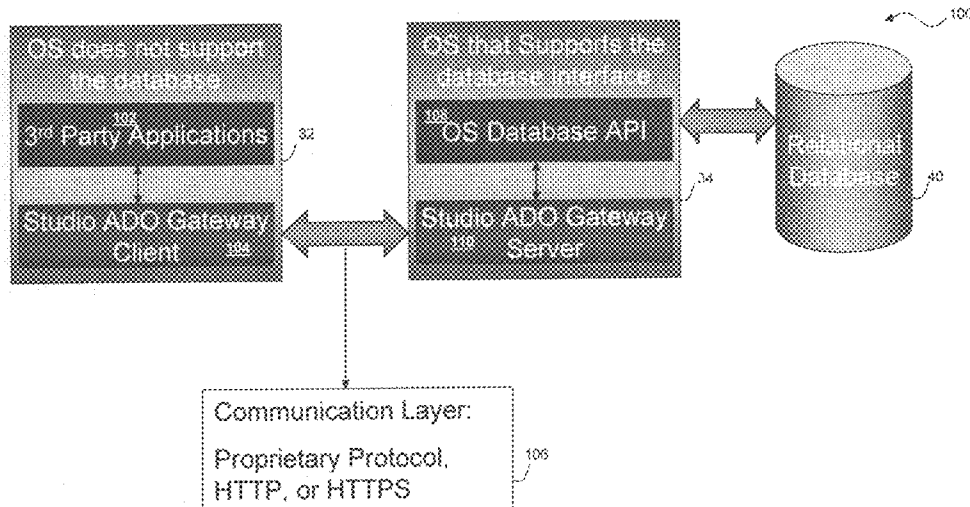 100
OS does not support
the database
102
3rd Party Applications
32
Studio ADO Gateway
Client 104
OS that Supports the
database interface
108
OS Database API
34
Studio ADO Gateway
110
Server
Relational
Database
40
Communication Layer:
Proprietary Protocol,
HTTP, or HTTPS
106